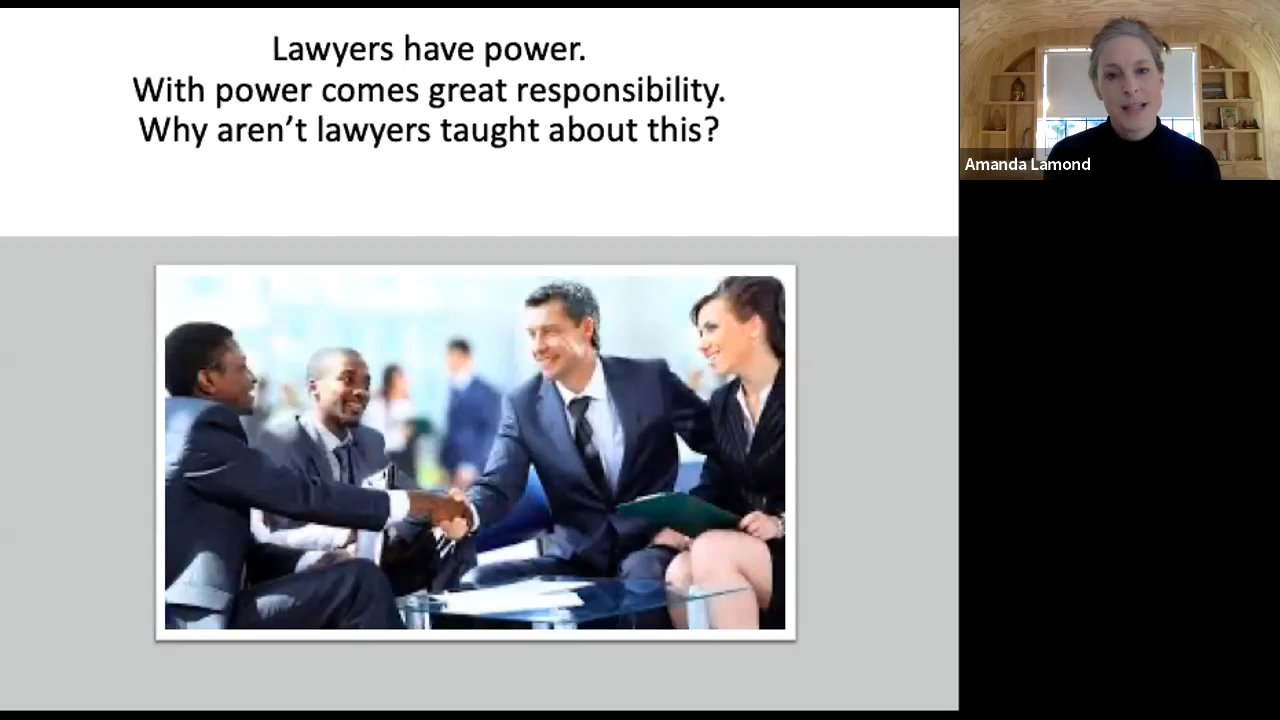 Lawyers have power.
With power comes great responsibility.
Why aren’t lawyers taught about this?
Amanda Lamond